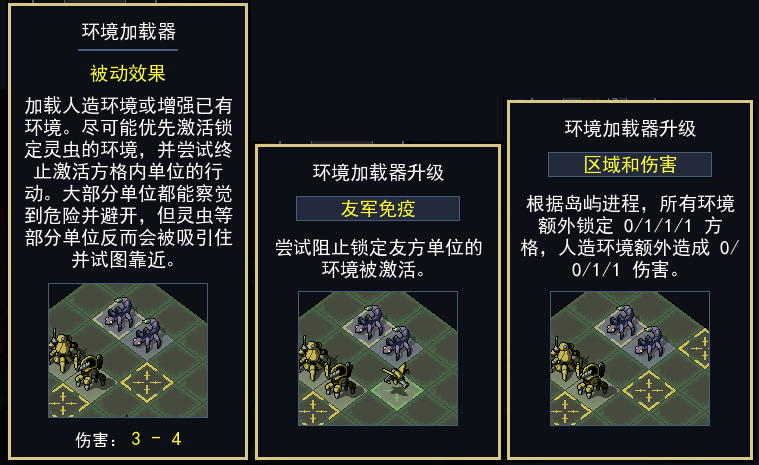 环境加载器
被动效果
加载人造环境或增强已有
环境。尽可能优先激活锁
定灵虫的环境，并尝试终
止激活方格内单位的行
动。大部分单位都能察觉
到危险并避开，但灵虫等
部分单位反而会被吸引住
并试图靠近。
伤害： 3 - 4
环境加载器升级
友军免疫
尝试阻止锁定友方单位的
环境被激活。
环境加载器升级
区域和伤害
根据岛屿进程，所有环境
额外锁定 0/1/1/1 方
格，人造环境额外造成 0/
0/1/1 伤害。